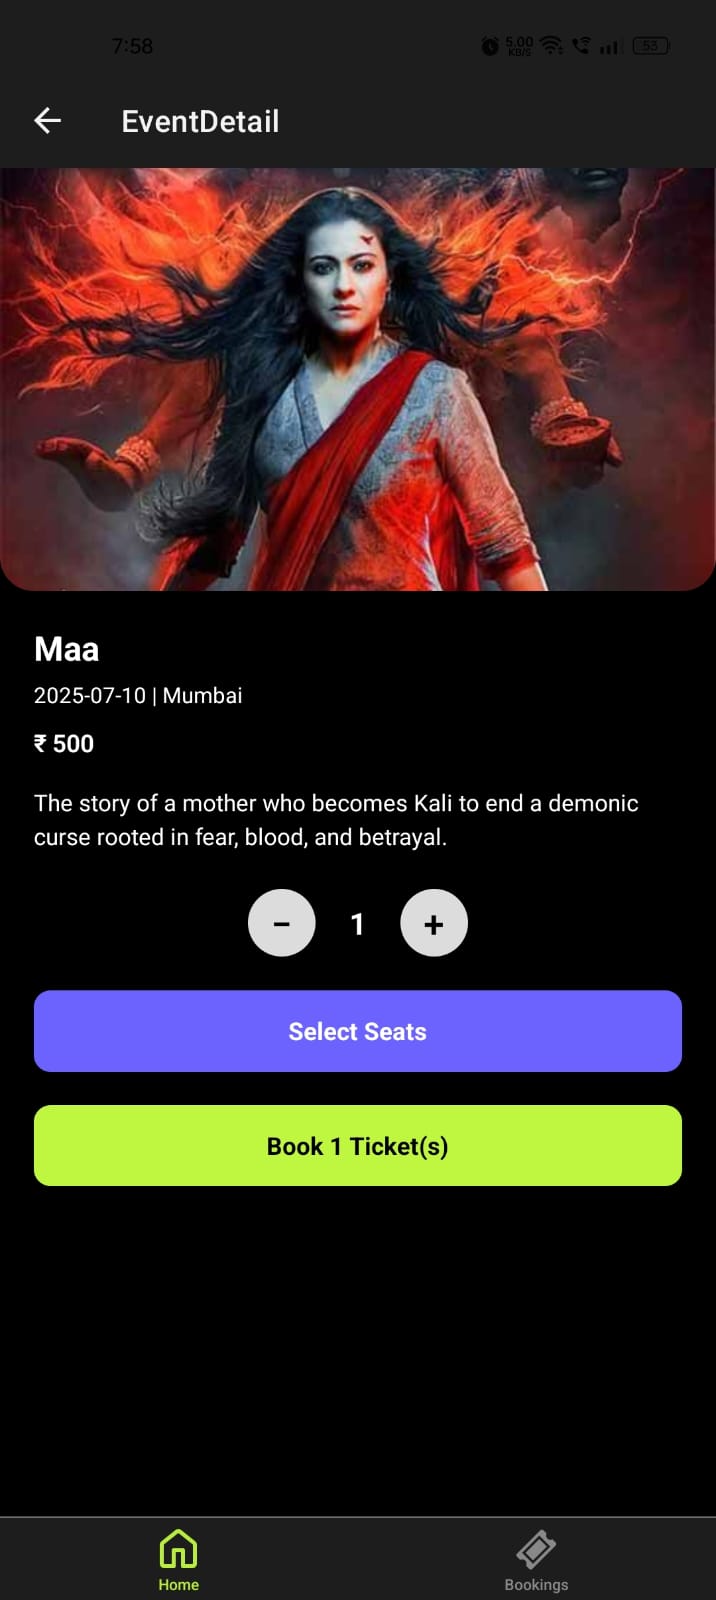 7:58
5.00
KB/S
53
EventDetail
Maa
2025-07-10 | Mumbai
₹ 500
The story of a mother who becomes Kali to end a demonic
curse rooted in fear, blood, and betrayal.
− 1 +
Select Seats
Book 1 Ticket(s)
Home Bookings